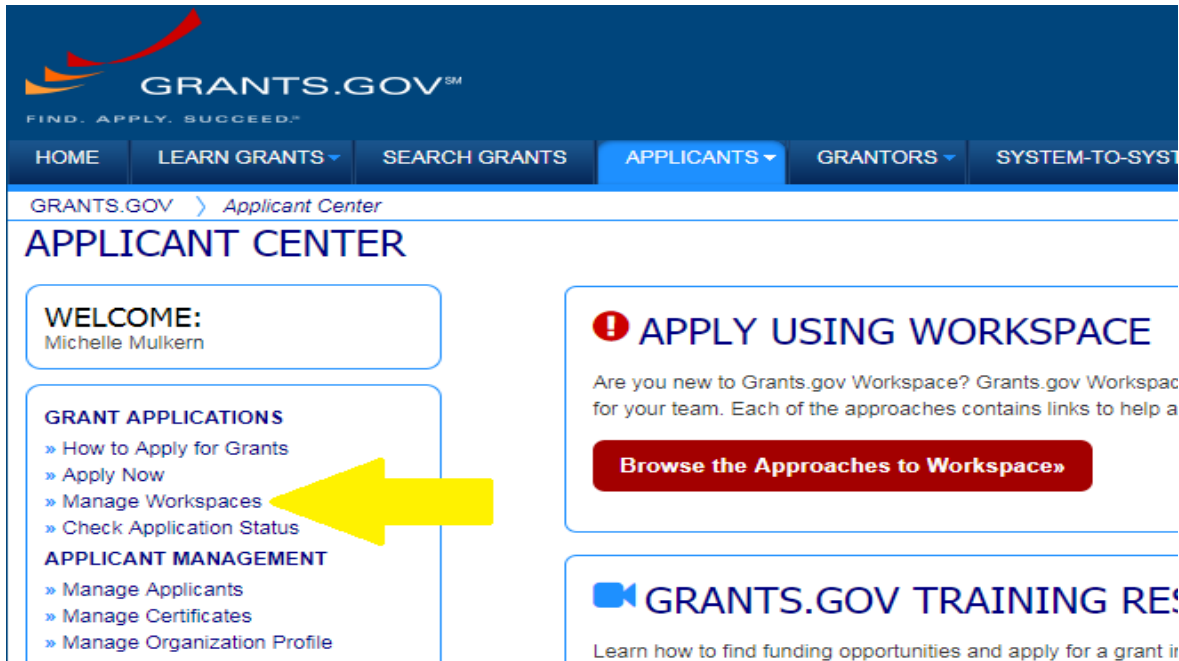 GRANTS.GOV℠
FIND. APPLY. SUCCEED.℠
HOME LEARN GRANTS SEARCH GRANTS APPLICANTS GRANTORS SYSTEM-TO-SYST
GRANTS.GOV 〉 Applicant Center
APPLICANT CENTER
WELCOME:
Michelle Mulkern
GRANT APPLICATIONS
» How to Apply for Grants
» Apply Now
» Manage Workspaces
» Check Application Status
APPLICANT MANAGEMENT
» Manage Applicants
» Manage Certificates
» Manage Organization Profile
APPLY USING WORKSPACE
Are you new to Grants.gov Workspace? Grants.gov Workspac
for your team. Each of the approaches contains links to help a
Browse the Approaches to Workspace»
GRANTS.GOV TRAINING RES
Learn how to find funding opportunities and apply for a grant i